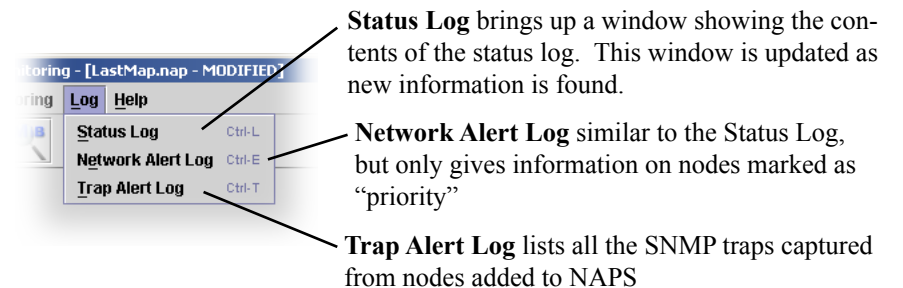 Status Log brings up a window showing the con-
tents of the status log. This window is updated as
new information is found.
toring - [LastMap.nap - MODIFIED]
oring Log Help
Status Log Ctrl-L
Network Alert Log Ctrl-E
Trap Alert Log Ctrl-T
Network Alert Log similar to the Status Log,
but only gives information on nodes marked as
“priority”
Trap Alert Log lists all the SNMP traps captured
from nodes added to NAPS